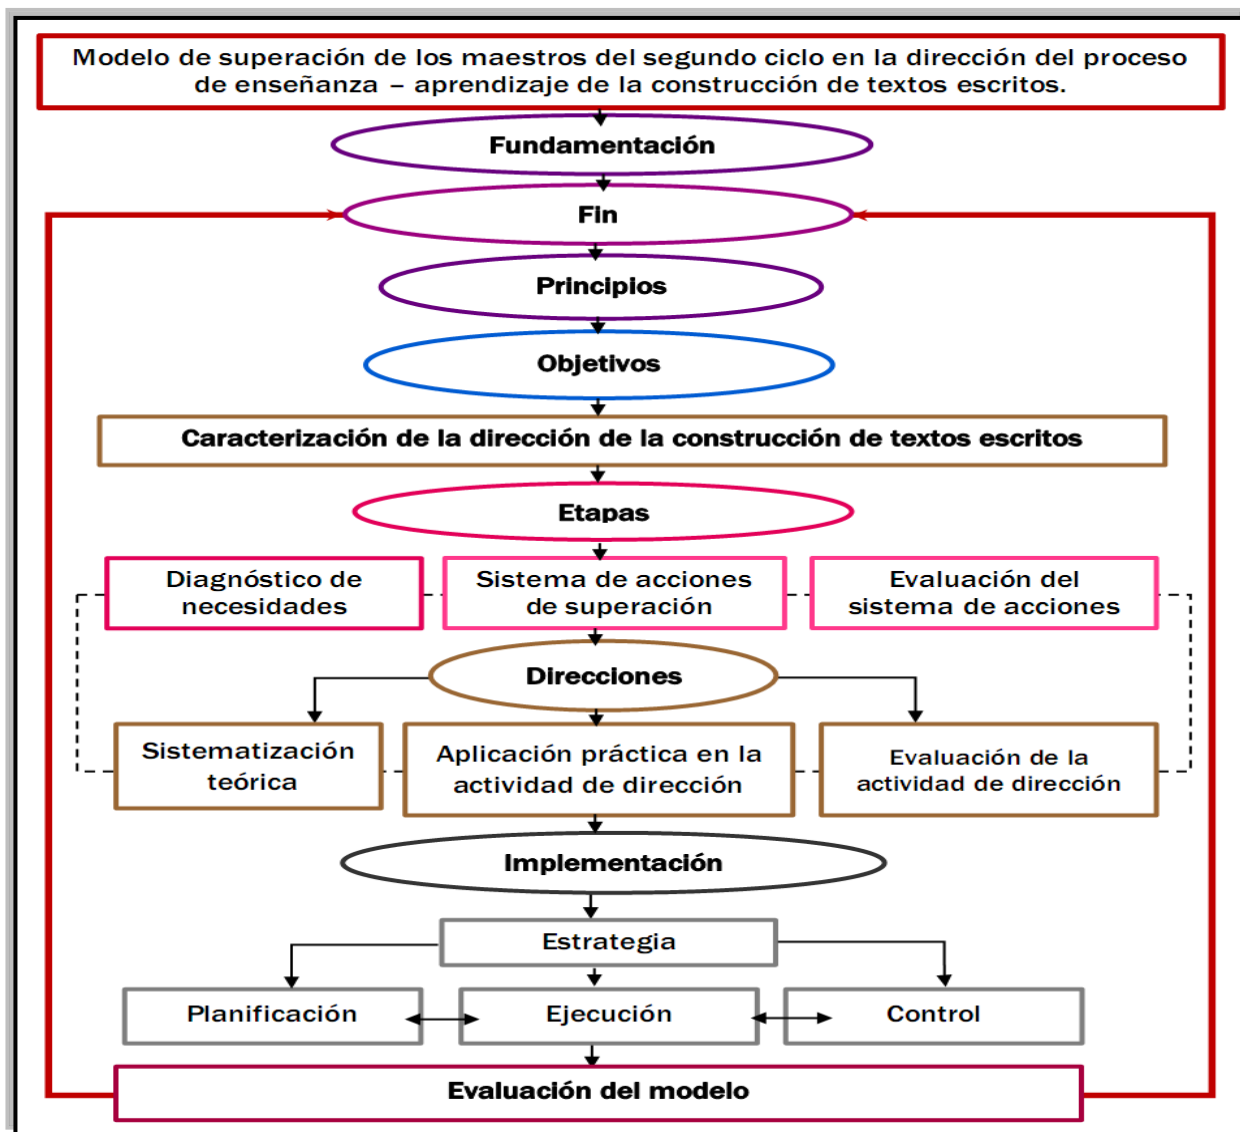 Modelo de superación de los maestros del segundo ciclo en la dirección del proceso
de enseñanza – aprendizaje de la construcción de textos escritos.
Fundamentación
Fin
Principios
Objetivos
Caracterización de la dirección de la construcción de textos escritos
Etapas
Diagnóstico de
necesidades
Sistema de acciones
de superación
Evaluación del
sistema de acciones
Direcciones
Sistematización
teórica
Aplicación práctica en la
actividad de dirección
Evaluación de la
actividad de dirección
Implementación
Estrategia
Planificación
Ejecución
Control
Evaluación del modelo